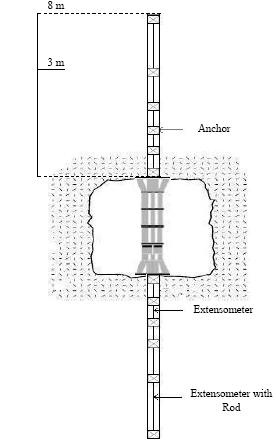 8 m
3 m
Anchor
Extensometer
Extensometer with
Rod